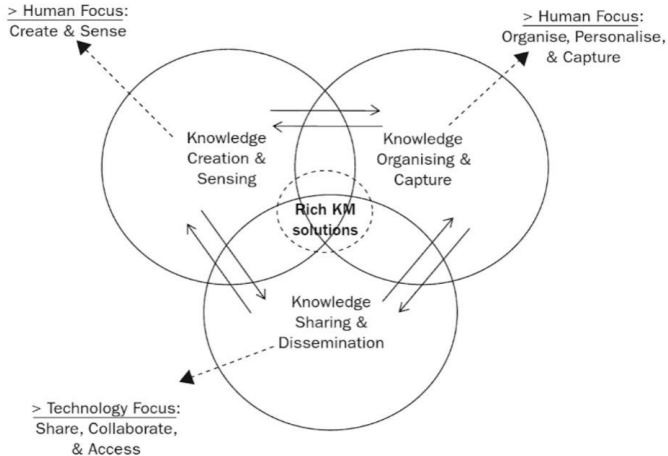 > Human Focus:
Create & Sense
> Human Focus:
Organise, Personalise,
& Capture
Knowledge
Creation &
Sensing
Knowledge
Organising &
Capture
Rich KM
solutions
Knowledge
Sharing &
Dissemination
> Technology Focus:
Share, Collaborate,
& Access